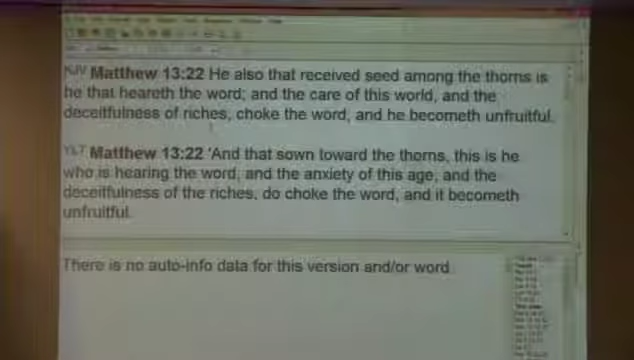 KJV Matthew 13:22 He also that received seed among the thorns is
he that heareth the word; and the care of this world, and the
deceitfulness of riches, choke the word, and he becometh unfruitful.
YLT Matthew 13:22 'And that sown toward the thorns, this is he
who is hearing the word, and the anxiety of this age, and the
deceitfulness of the riches, do choke the word, and it becometh
unfruitful.
There is no auto-info data for this version and/or word